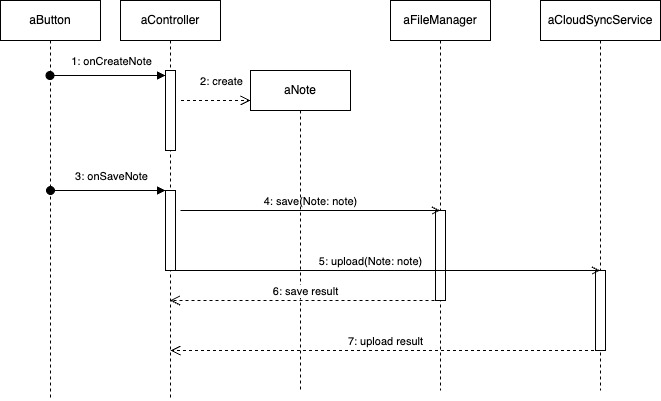 aButton
aController
aFileManager
aCloudSyncService
1: onCreateNote
2: create
aNote
3: onSaveNote
4: save(Note: note)
5: upload(Note: note)
6: save result
7: upload result